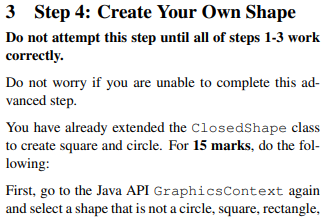 3 Step 4: Create Your Own Shape
Do not attempt this step until all of steps 1-3 work
correctly.
Do not worry if you are unable to complete this ad-
vanced step.
You have already extended the ClosedShape class
to create square and circle. For 15 marks, do the fol-
lowing:
First, go to the Java API GraphicsContext again
and select a shape that is not a circle, square, rectangle,